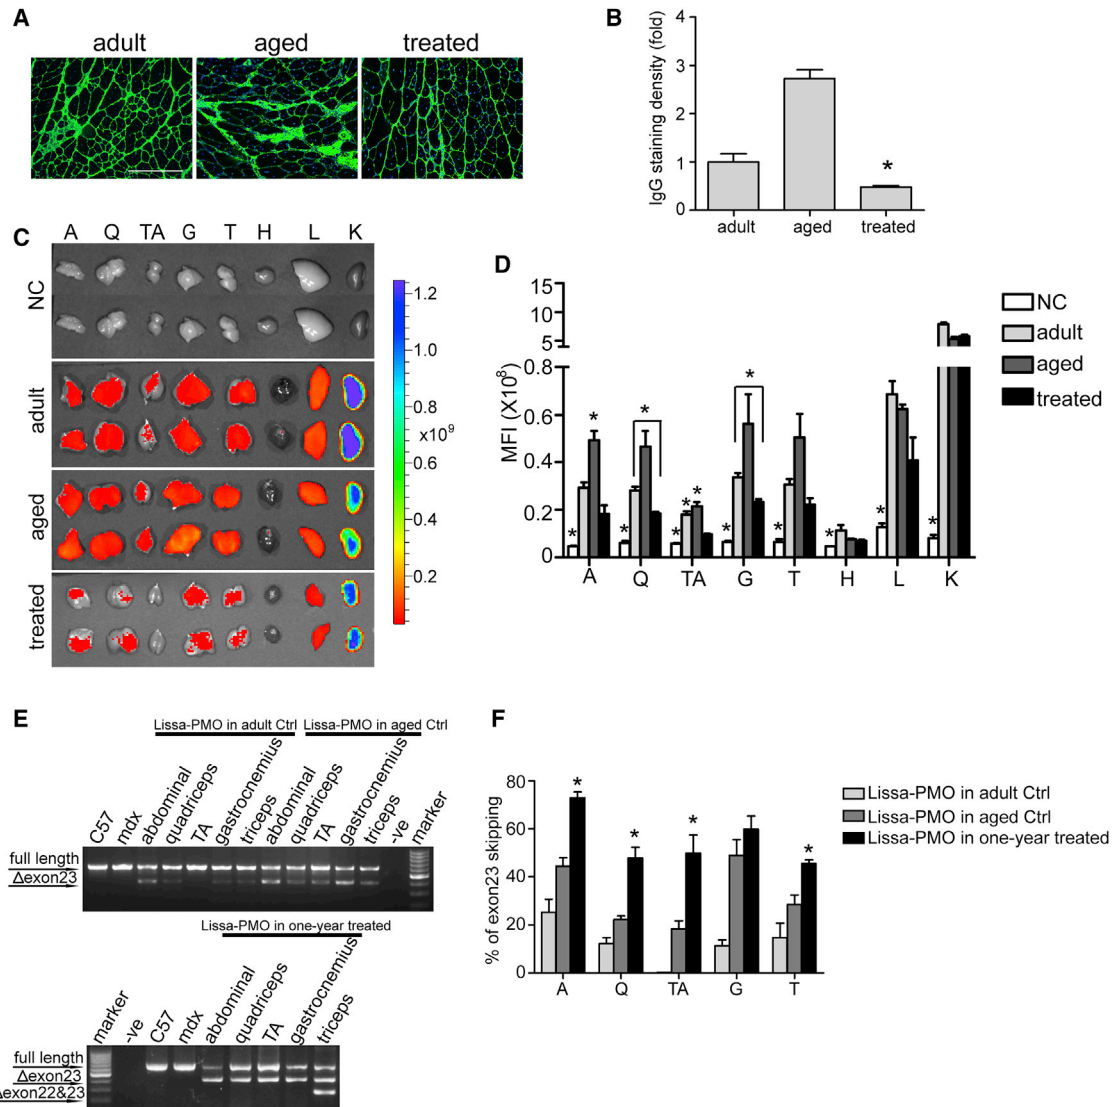 A
adult aged treated
B
IgG staining density (fold)
4
3
2
1
0
adult aged treated
*
C
A Q TA G T H L K
NC
adult
aged
treated
1.2
1.0
0.8
x10⁹
0.6
0.4
0.2
D
MFI (X10⁸)
15
10
5
0.8
0.6
0.4
0.2
0
* * * * * * * * * * * * *
A Q TA G T H L K
NC
adult
aged
treated
E
Lissa-PMO in adult Ctrl Lissa-PMO in aged Ctrl
C57 mdx abdominal quadriceps TA gastrocnemius triceps abdominal quadriceps TA gastrocnemius triceps -ve marker
full length
Δexon23
Lissa-PMO in one-year treated
marker -ve C57 mdx abdominal quadriceps TA gastrocnemius triceps
full length
Δexon23
Δexon22&23
F
% of exon23 skipping
80
60
40
20
0
* * * *
A Q TA G T
Lissa-PMO in adult Ctrl
Lissa-PMO in aged Ctrl
Lissa-PMO in one-year treated